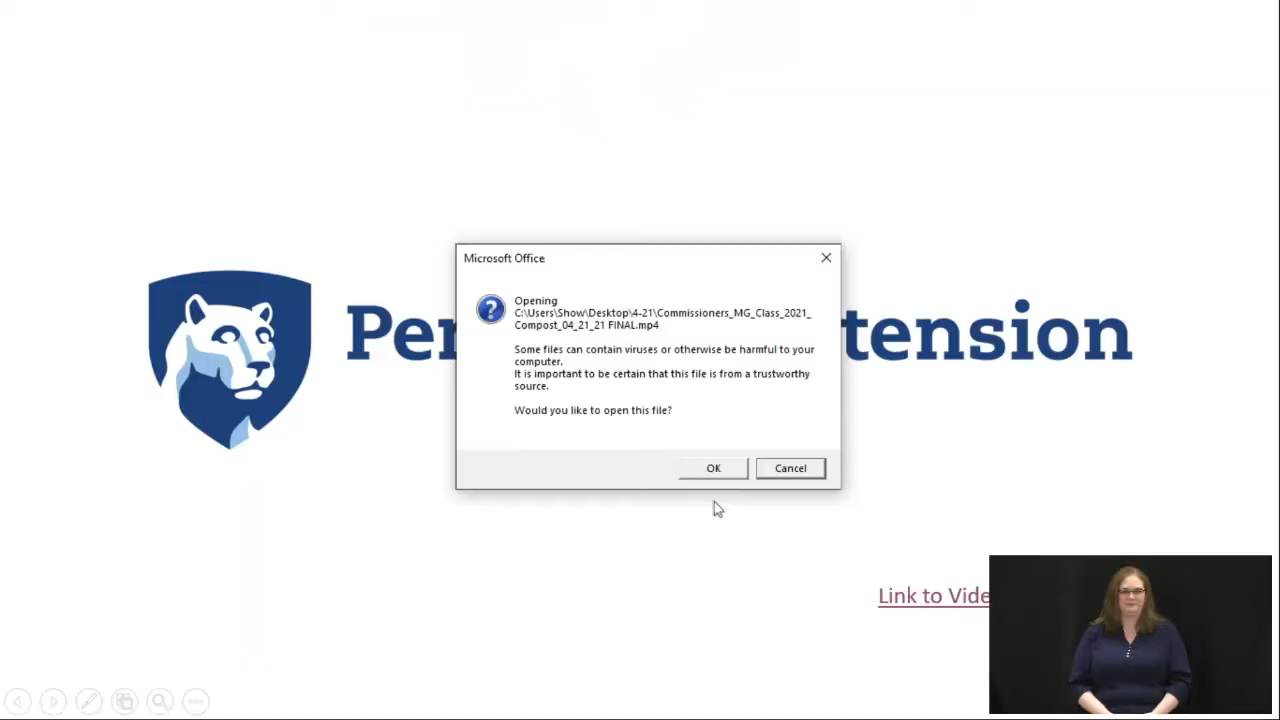 Microsoft Office
Opening
C:\Users\Show\Desktop\4-21\Commissioners_MG_Class_2021_
Compost_04_21_21 FINAL.mp4
Some files can contain viruses or otherwise be harmful to your
computer.
It is important to be certain that this file is from a trustworthy
source.
Would you like to open this file?
OK
Cancel
Pen
tension
Link to Vide